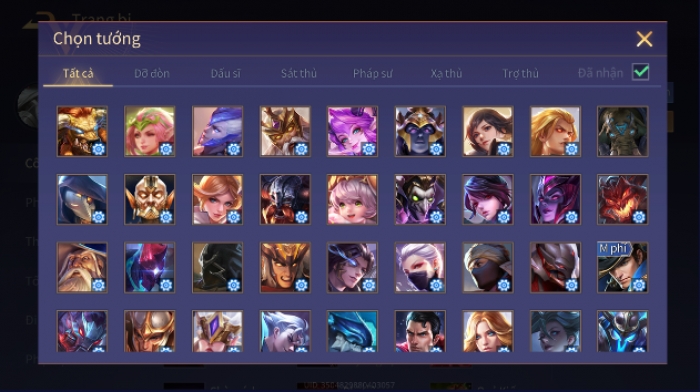 Trang bị
Chọn tướng
Tất cả
Đỡ đòn
Đấu sĩ
Sát thủ
Pháp sư
Xạ thủ
Trợ thủ
Đã nhận
M.phí